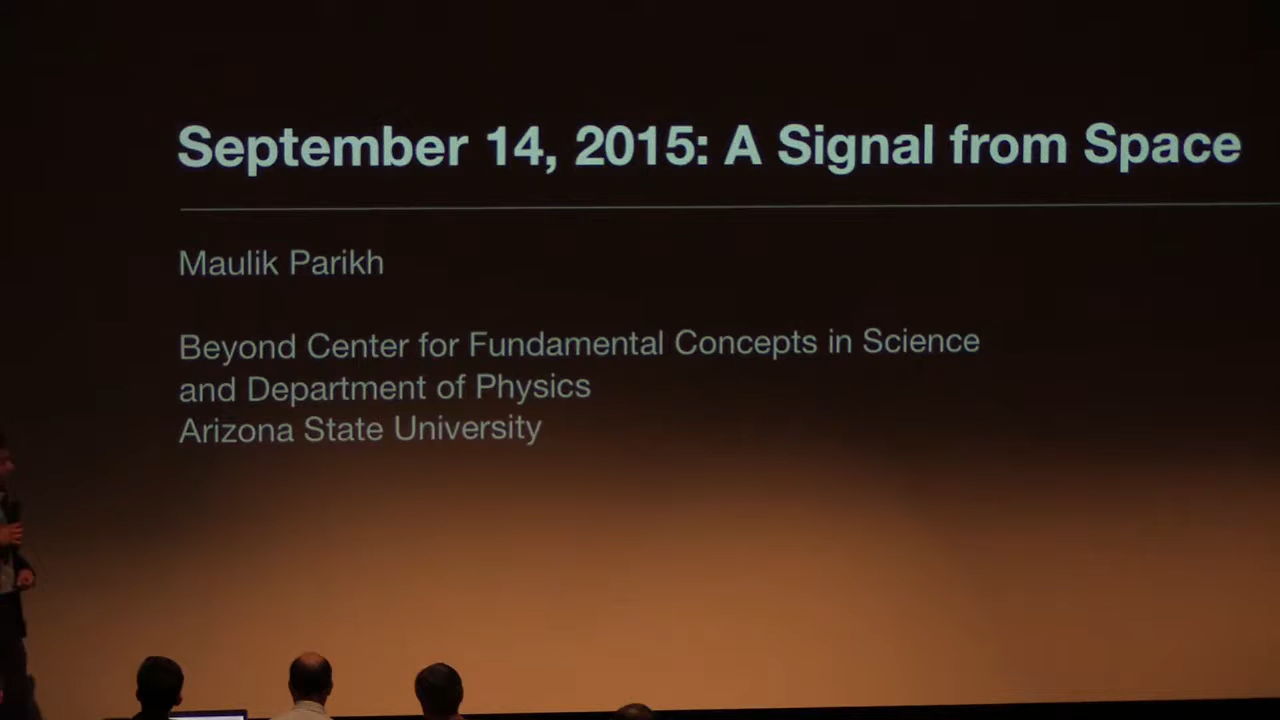 September 14, 2015: A Signal from Space
Maulik Parikh
Beyond Center for Fundamental Concepts in Science
and Department of Physics
Arizona State University